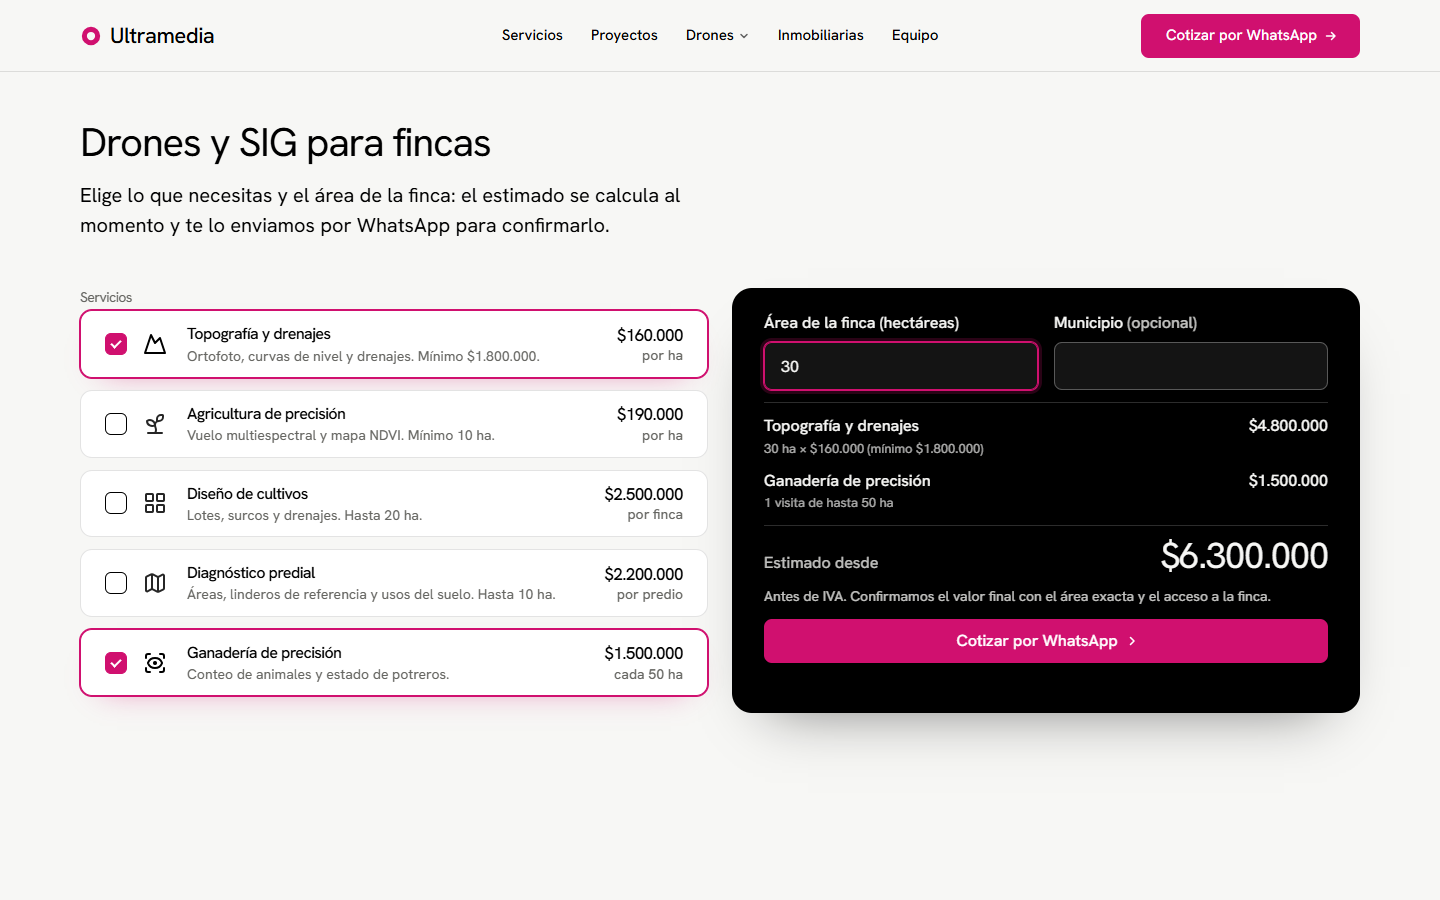 Ultramedia
Servicios
Proyectos
Drones
Inmobiliarias
Equipo
Cotizar por WhatsApp →
Drones y SIG para fincas
Elige lo que necesitas y el área de la finca: el estimado se calcula al
momento y te lo enviamos por WhatsApp para confirmarlo.
Servicios
Topografía y drenajes
Ortofoto, curvas de nivel y drenajes. Mínimo $1.800.000.
$160.000
por ha
Agricultura de precisión
Vuelo multiespectral y mapa NDVI. Mínimo 10 ha.
$190.000
por ha
Diseño de cultivos
Lotes, surcos y drenajes. Hasta 20 ha.
$2.500.000
por finca
Diagnóstico predial
Áreas, linderos de referencia y usos del suelo. Hasta 10 ha.
$2.200.000
por predio
Ganadería de precisión
Conteo de animales y estado de potreros.
$1.500.000
cada 50 ha
Área de la finca (hectáreas)
30
Municipio (opcional)
Topografía y drenajes
$4.800.000
30 ha × $160.000 (mínimo $1.800.000)
Ganadería de precisión
$1.500.000
1 visita de hasta 50 ha
Estimado desde
$6.300.000
Antes de IVA. Confirmamos el valor final con el área exacta y el acceso a la finca.
Cotizar por WhatsApp ›